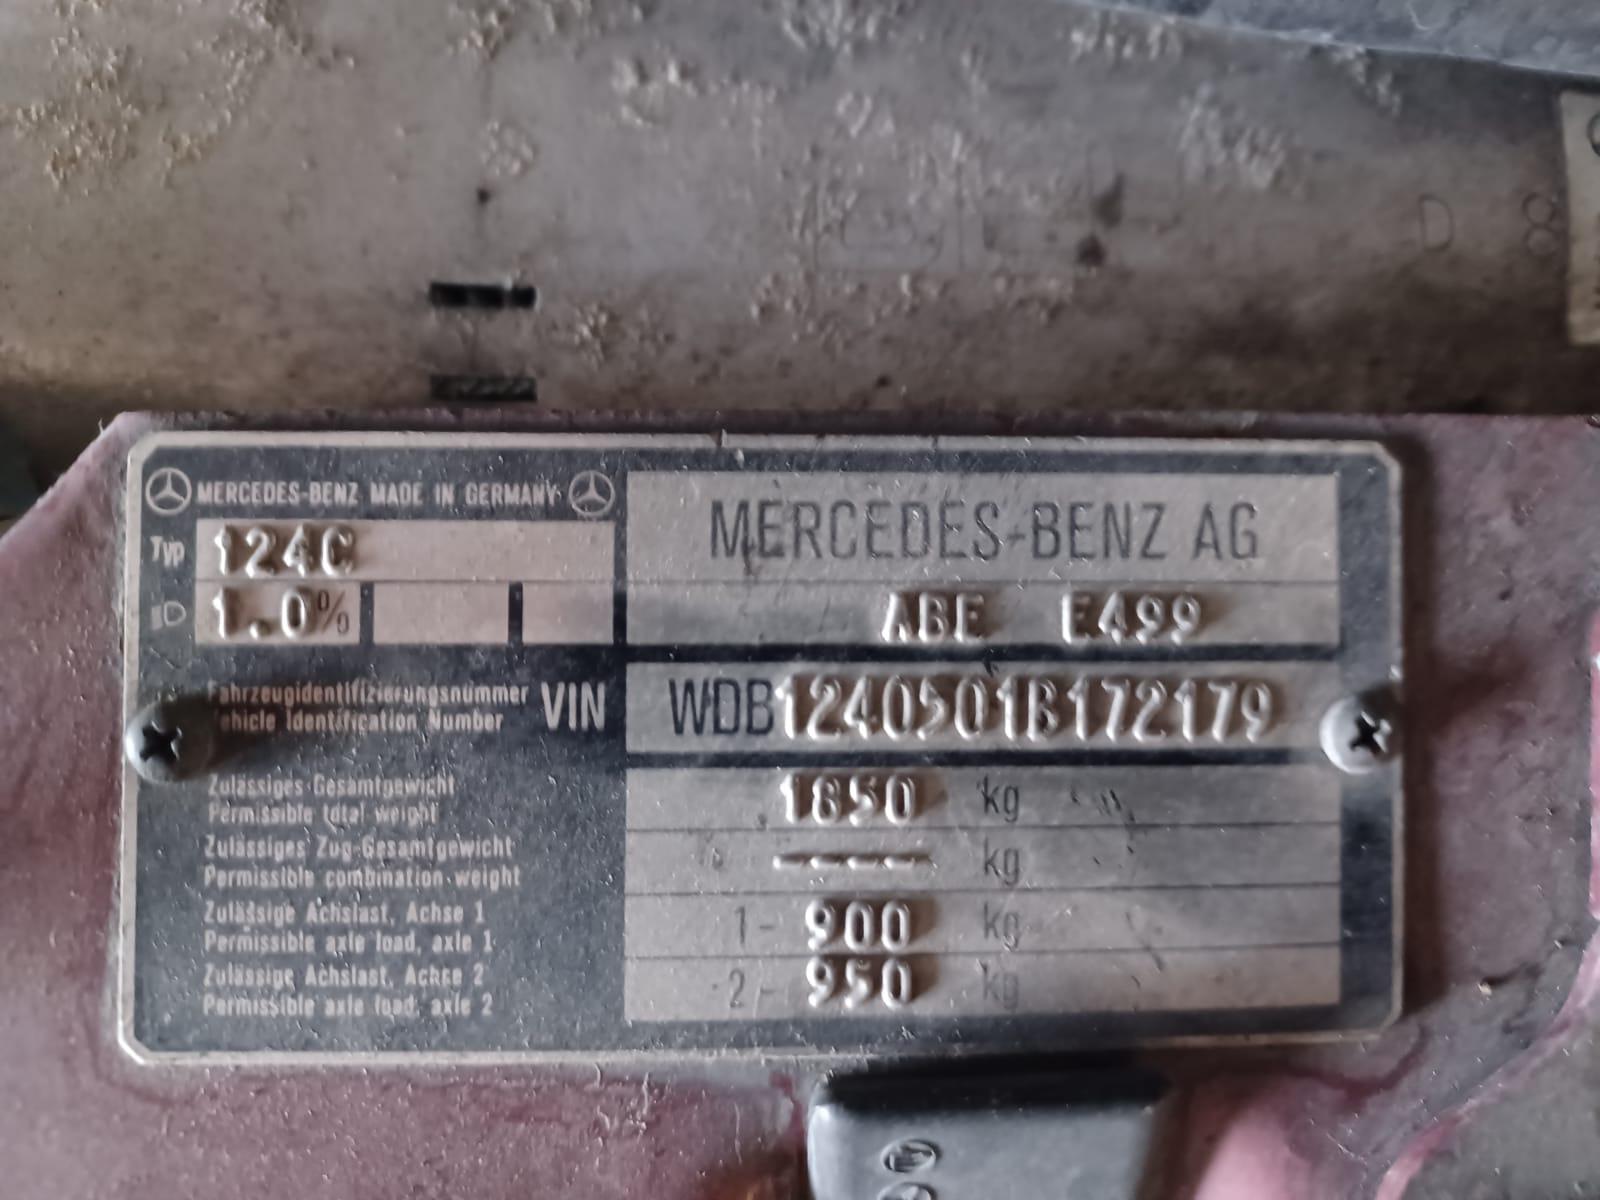 MERCEDES-BENZ MADE IN GERMANY
MERCEDES-BENZ AG
Typ 124C
1.0%
ABE E499
Fahrzeugidentifizierungsnummer
Vehicle Identification Number
VIN WDB1240501B172179
Zulässiges Gesamtgewicht
Permissible total weight
1850 kg
Zulässiges Zug-Gesamtgewicht
Permissible combination weight
---- kg
Zulässige Achslast, Achse 1
Permissible axle load, axle 1
1- 900 kg
Zulässige Achslast, Achse 2
Permissible axle load, axle 2
2- 950 kg
D 8